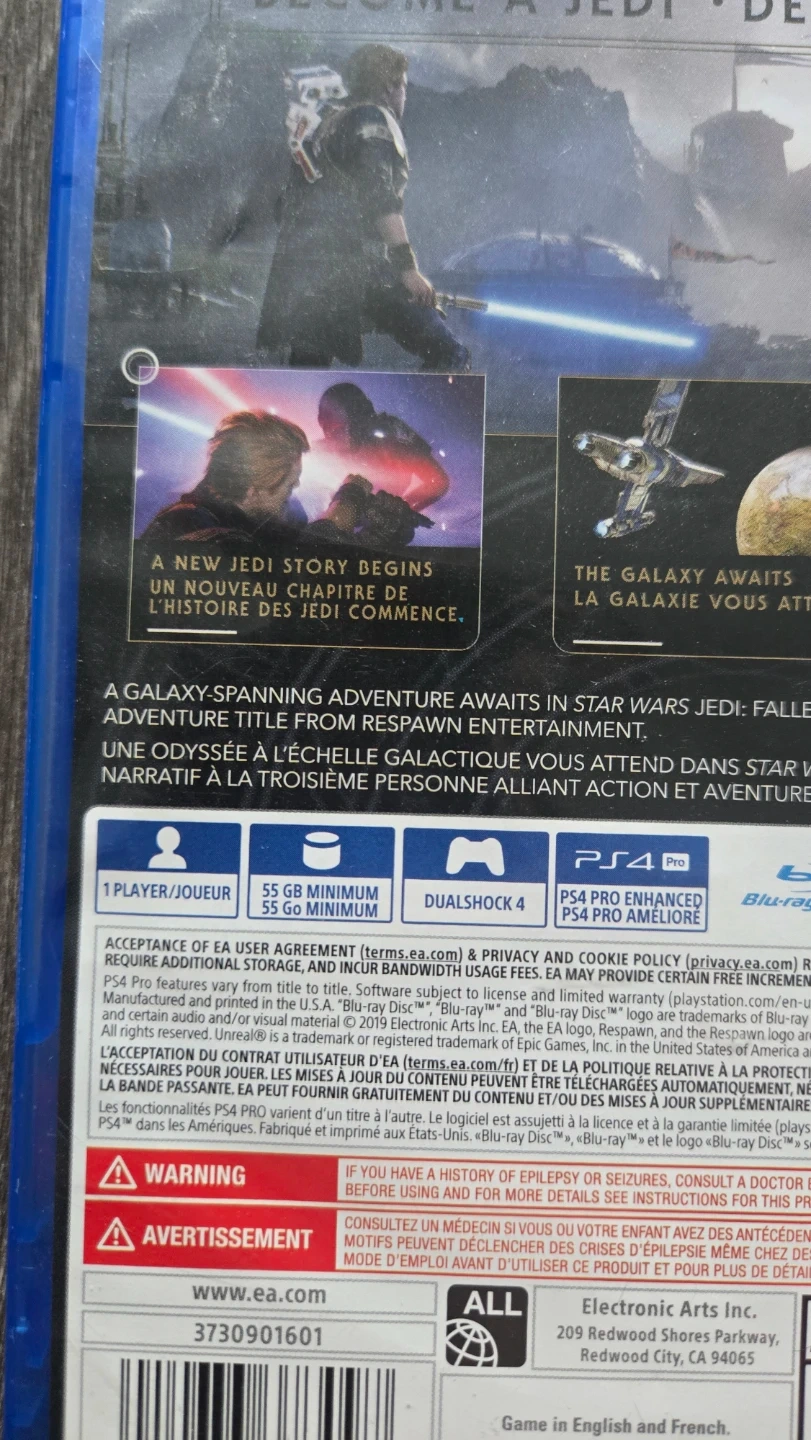 BECOME A JEDI • DE
A NEW JEDI STORY BEGINS
UN NOUVEAU CHAPITRE DE
L'HISTOIRE DES JEDI COMMENCE.
THE GALAXY AWAITS
LA GALAXIE VOUS ATT
A GALAXY-SPANNING ADVENTURE AWAITS IN STAR WARS JEDI: FALLE
ADVENTURE TITLE FROM RESPAWN ENTERTAINMENT.
UNE ODYSSÉE À L'ÉCHELLE GALACTIQUE VOUS ATTEND DANS STAR W
NARRATIF À LA TROISIÈME PERSONNE ALLIANT ACTION ET AVENTURE
1 PLAYER/JOUEUR
55 GB MINIMUM
55 Go MINIMUM
DUALSHOCK 4
PS4 Pro
PS4 PRO ENHANCED
PS4 PRO AMÉLIORÉ
Blu-ray
ACCEPTANCE OF EA USER AGREEMENT (terms.ea.com) & PRIVACY AND COOKIE POLICY (privacy.ea.com) R
REQUIRE ADDITIONAL STORAGE, AND INCUR BANDWIDTH USAGE FEES. EA MAY PROVIDE CERTAIN FREE INCREMEN
PS4 Pro features vary from title to title. Software subject to license and limited warranty (playstation.com/en-u
Manufactured and printed in the U.S.A. "Blu-ray Disc™", "Blu-ray™" and "Blu-ray Disc™" logo are trademarks of Blu-ray
and certain audio and/or visual material © 2019 Electronic Arts Inc. EA, the EA logo, Respawn, and the Respawn logo ar
All rights reserved. Unreal® is a trademark or registered trademark of Epic Games, Inc. in the United States of America a
L'ACCEPTATION DU CONTRAT UTILISATEUR D'EA (terms.ea.com/fr) ET DE LA POLITIQUE RELATIVE À LA PROTECTI
NÉCESSAIRES POUR JOUER. LES MISES À JOUR DU CONTENU PEUVENT ÊTRE TÉLÉCHARGÉES AUTOMATIQUEMENT, NÉ
LA BANDE PASSANTE. EA PEUT FOURNIR GRATUITEMENT DU CONTENU ET/OU DES MISES À JOUR SUPPLÉMENTAIRE
Les fonctionnalités PS4 PRO varient d'un titre à l'autre. Le logiciel est assujetti à la licence et à la garantie limitée (plays
PS4™ dans les Amériques. Fabriqué et imprimé aux États-Unis. «Blu-ray Disc™», «Blu-ray™» et le logo «Blu-ray Disc™» s
WARNING
IF YOU HAVE A HISTORY OF EPILEPSY OR SEIZURES, CONSULT A DOCTOR B
BEFORE USING AND FOR MORE DETAILS SEE INSTRUCTIONS FOR THIS PR
AVERTISSEMENT
CONSULTEZ UN MÉDECIN SI VOUS OU VOTRE ENFANT AVEZ DES ANTÉCÉDEN
MOTIFS PEUVENT DÉCLENCHER DES CRISES D'ÉPILEPSIE MÊME CHEZ DES
MODE D'EMPLOI AVANT D'UTILISER CE PRODUIT ET POUR PLUS DE DÉTAI
www.ea.com
3730901601
ALL
Electronic Arts Inc.
209 Redwood Shores Parkway,
Redwood City, CA 94065
Game in English and French.